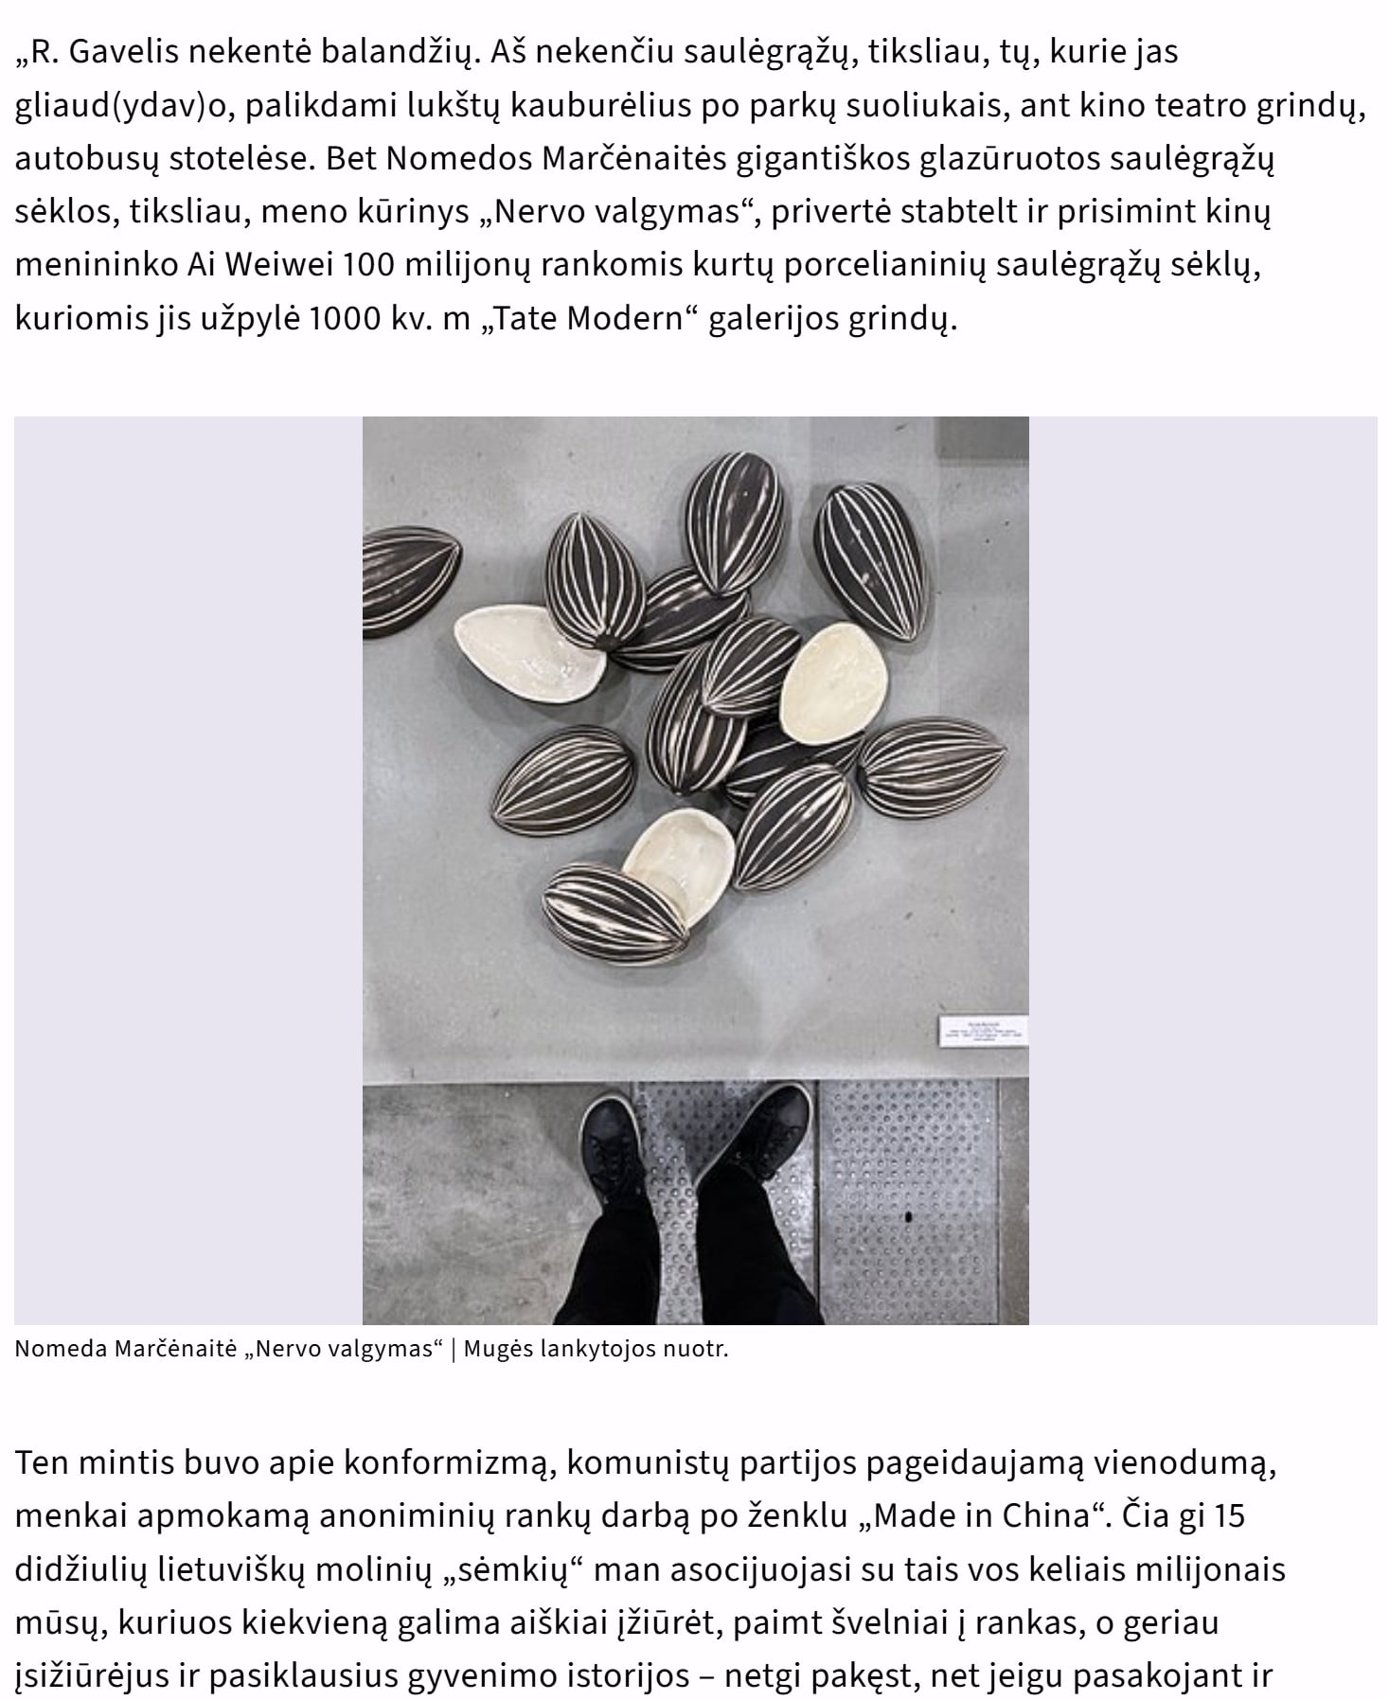 „R. Gavelis nekentė balandžių. Aš nekenčiu saulėgrąžų, tiksliau, tų, kurie jas
gliaud(ydav)o, palikdami lukštų kauburėlius po parkų suoliukais, ant kino teatro grindų,
autobusų stotelėse. Bet Nomedos Marčėnaitės gigantiškos glazūruotos saulėgrąžų
sėklos, tiksliau, meno kūrinys „Nervo valgymas“, privertė stabtelt ir prisimint kinų
menininko Ai Weiwei 100 milijonų rankomis kurtų porcelianinių saulėgrąžų sėklų,
kuriomis jis užpylė 1000 kv. m „Tate Modern“ galerijos grindų.
Nomeda Marčėnaitė „Nervo valgymas“ | Mugės lankytojos nuotr.
Ten mintis buvo apie konformizmą, komunistų partijos pageidaujamą vienodumą,
menkai apmokamą anoniminių rankų darbą po ženklu „Made in China“. Čia gi 15
didžiulių lietuviškų molinių „sėmkių“ man asocijuojasi su tais vos keliais milijonais
mūsų, kuriuos kiekvieną galima aiškiai įžiūrėt, paimt švelniai į rankas, o geriau
įsižiūrėjus ir pasiklausius gyvenimo istorijos – netgi pakęst, net jeigu pasakojant ir